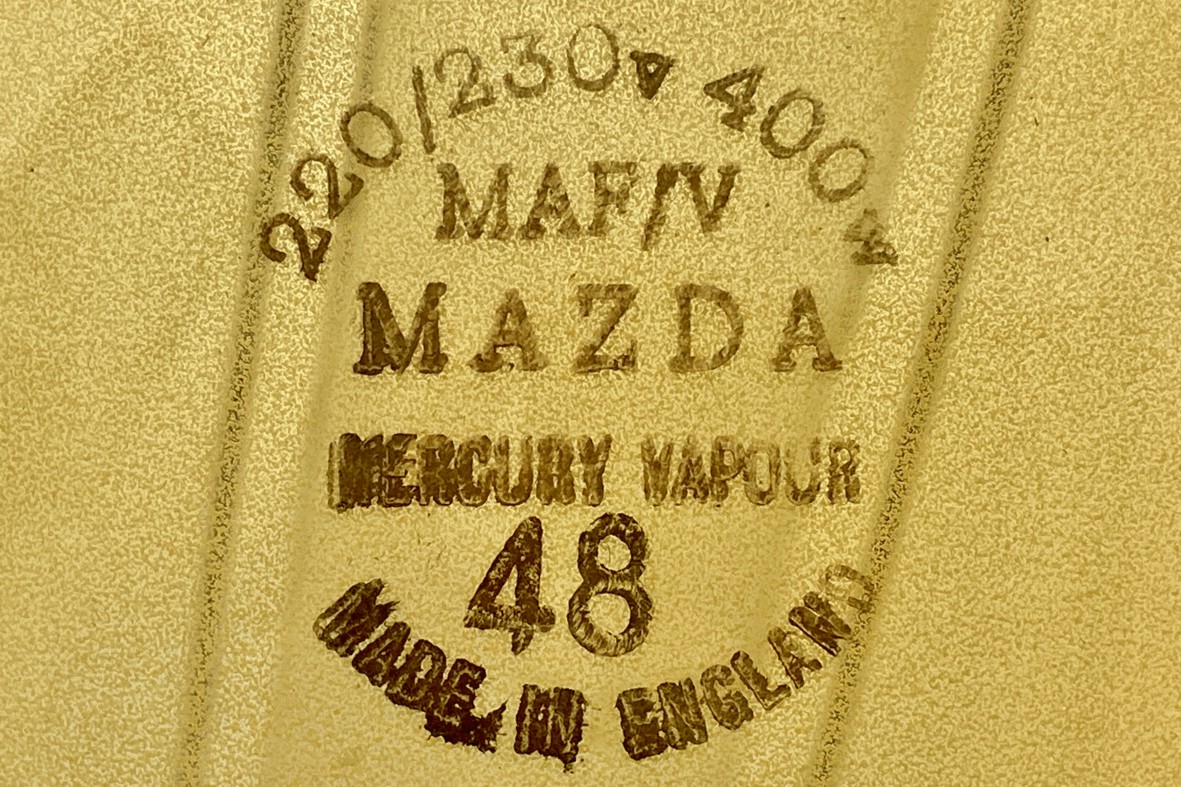 220/230V 400W
MAF/V
MAZDA
MERCURY VAPOUR
48
MADE IN ENGLAND